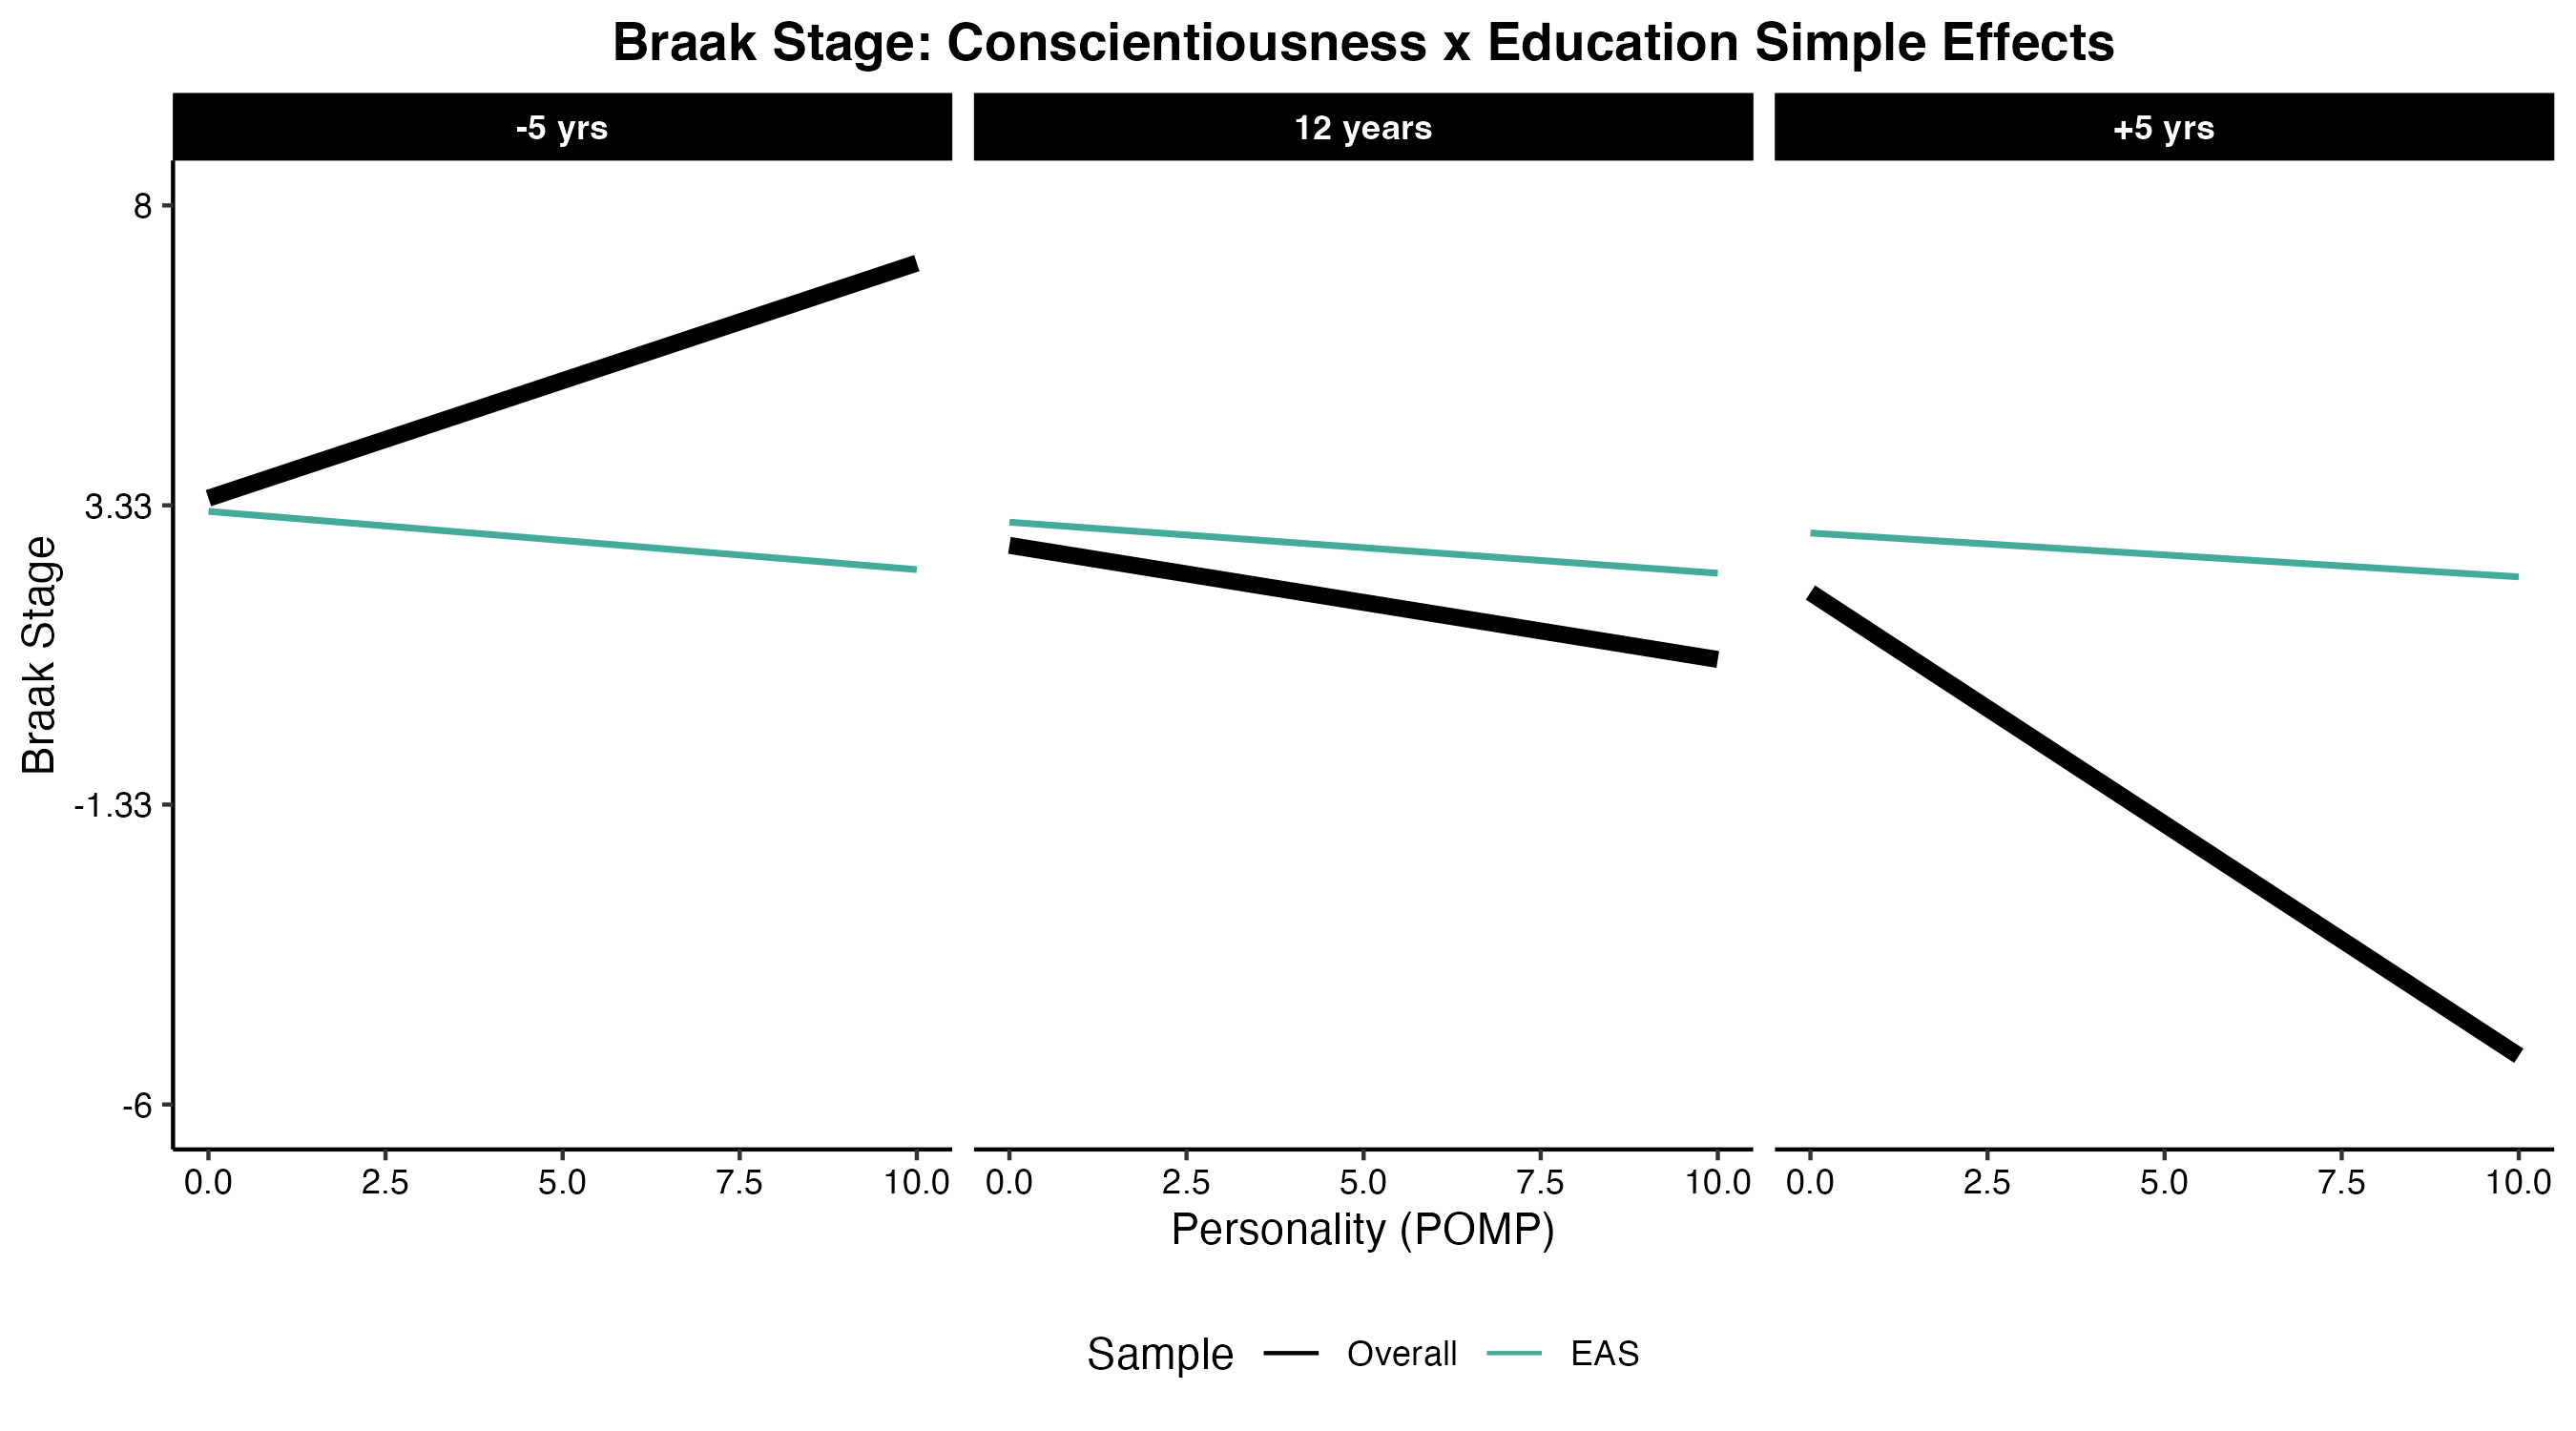 Braak Stage: Conscientiousness x Education Simple Effects
-5 yrs
12 years
+5 yrs
8
3.33
-1.33
-6
Braak Stage
0.0 2.5 5.0 7.5 10.0
0.0 2.5 5.0 7.5 10.0
0.0 2.5 5.0 7.5 10.0
Personality (POMP)
Sample Overall EAS